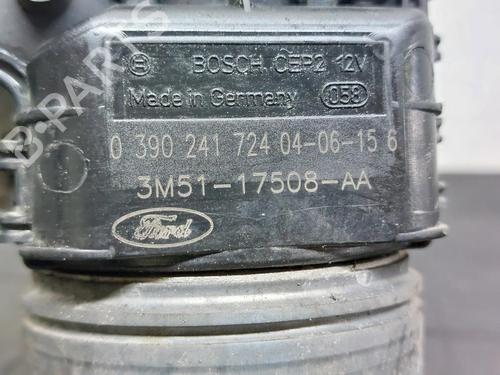 B-PARTS
BOSCH CEP2 12V
Made in Germany 058
0 390 241 724 04-06-15 6
3M51-17508-AA
Ford